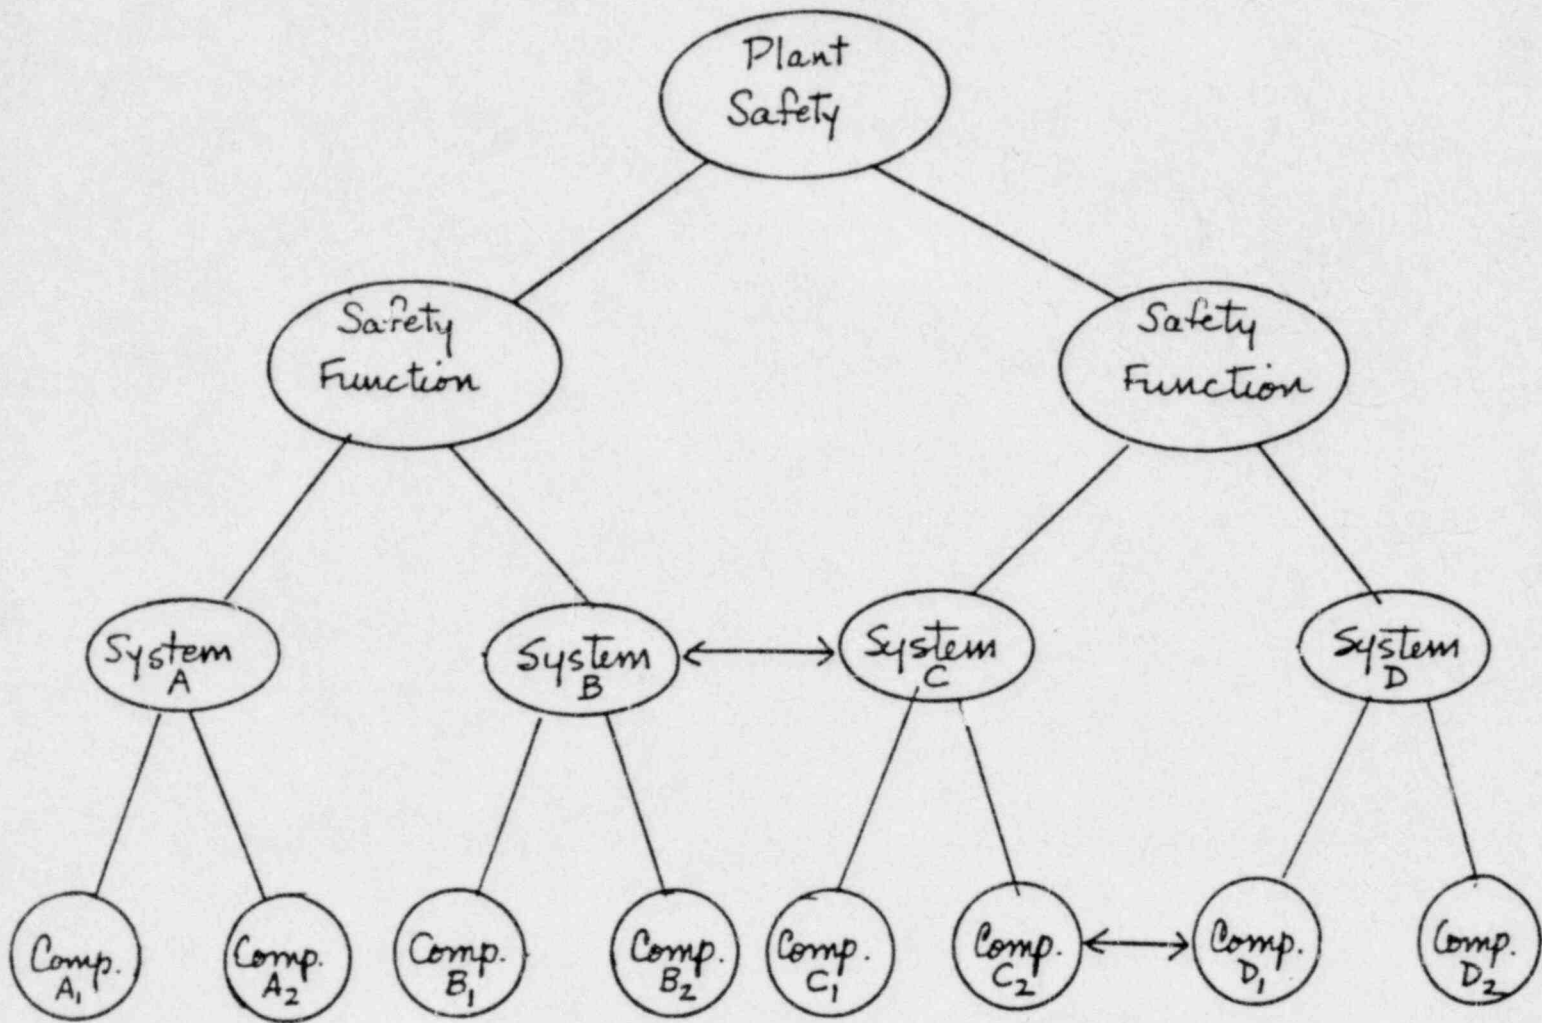 Plant
Safety
Safety
Function
Safety
Function
System
A
System
B
System
C
System
D
Comp.
A₁
Comp.
A₂
Comp.
B₁
Comp.
B₂
Comp.
C₁
Comp.
C₂
Comp.
D₁
Comp.
D₂